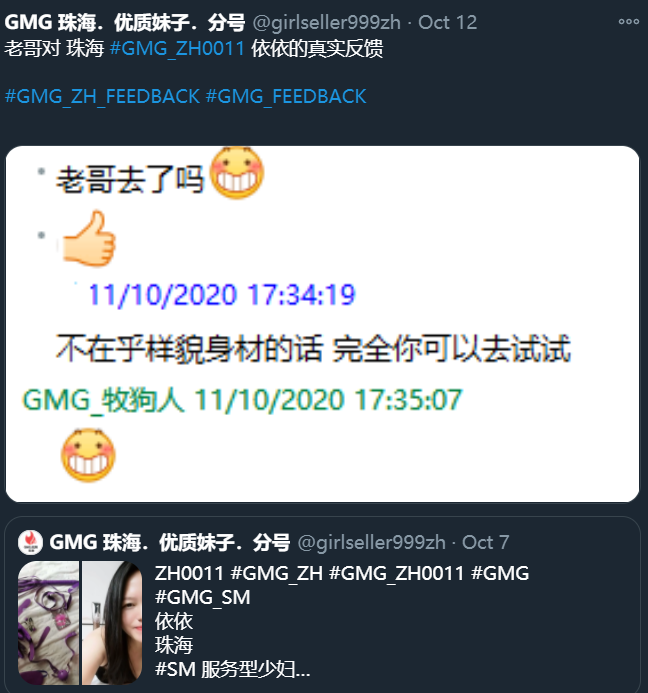 GMG 珠海．优质妹子．分号 @girlseller999zh · Oct 12
老哥对 珠海 #GMG_ZH0011 依依的真实反馈
#GMG_ZH_FEEDBACK #GMG_FEEDBACK
老哥去了吗
11/10/2020 17:34:19
不在乎样貌身材的话 完全你可以去试试
GMG_牧狗人 11/10/2020 17:35:07
GMG 珠海．优质妹子．分号 @girlseller999zh · Oct 7
ZH0011 #GMG_ZH #GMG_ZH0011 #GMG
#GMG_SM
依依
珠海
#SM 服务型少妇...